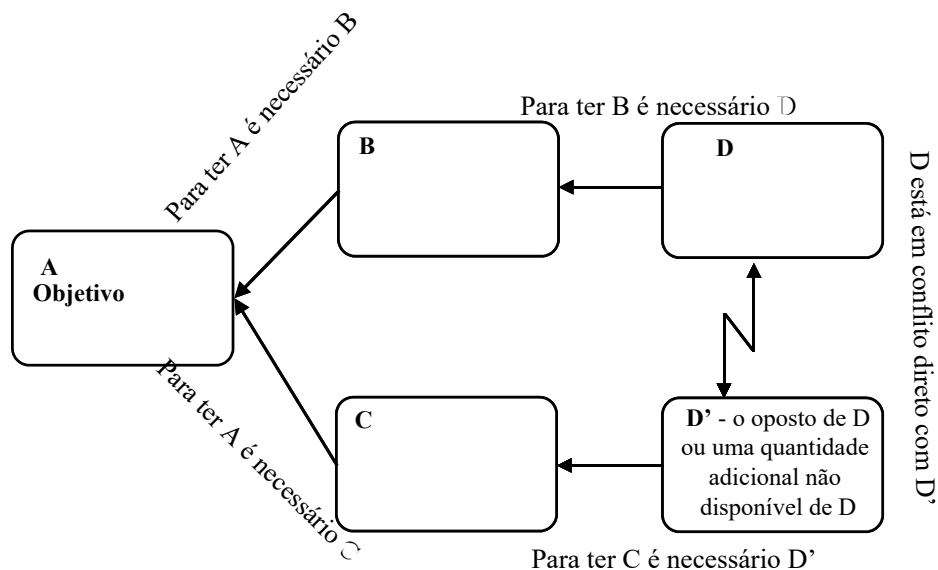 Para ter A é necessário B
Para ter B é necessário D
B
D
A
Objetivo
D está em conflito direto com D'
Para ter A é necessário C
C
D’ - o oposto de D
ou uma quantidade
adicional não
disponível de D
Para ter C é necessário D’